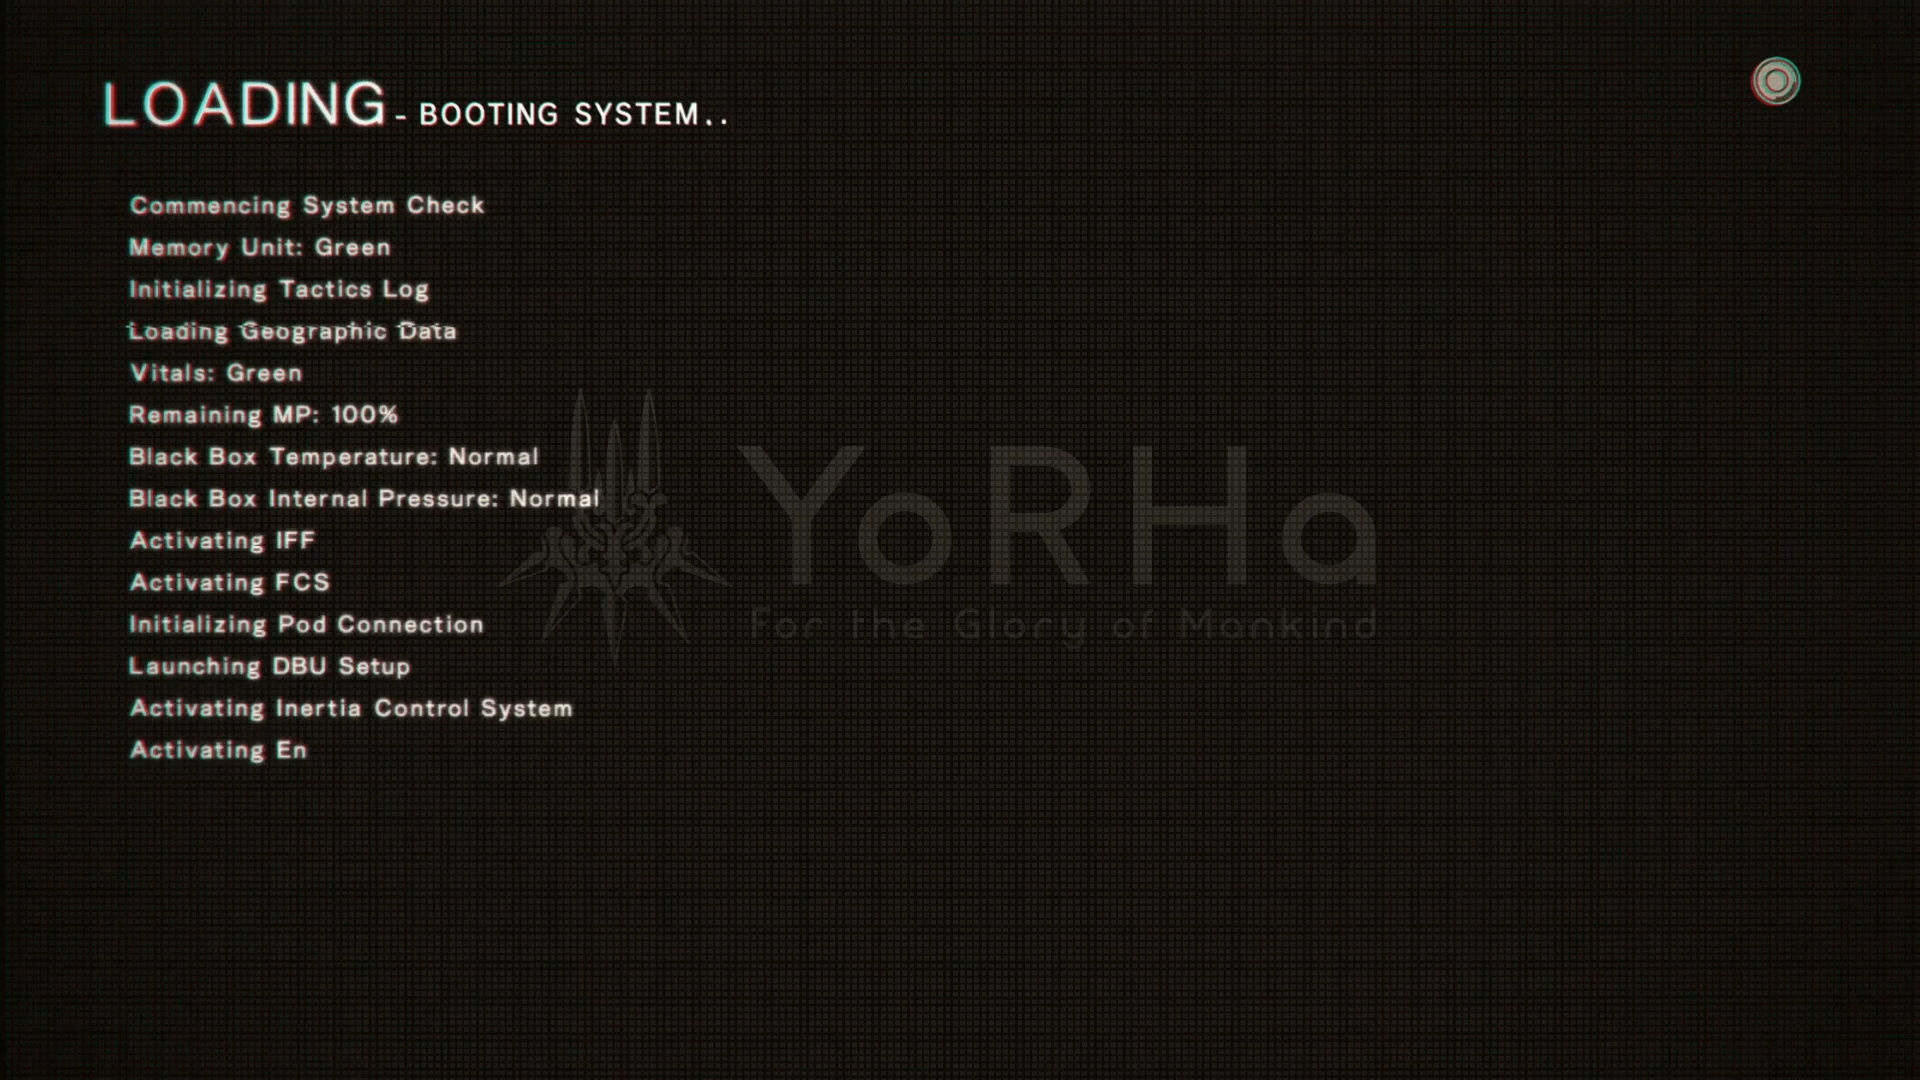 LOADING - BOOTING SYSTEM..
Commencing System Check
Memory Unit: Green
Initializing Tactics Log
Loading Geographic Data
Vitals: Green
Remaining MP: 100%
Black Box Temperature: Normal
Black Box Internal Pressure: Normal
Activating IFF
Activating FCS
Initializing Pod Connection
Launching DBU Setup
Activating Inertia Control System
Activating En
YoRHa
For the Glory of Mankind